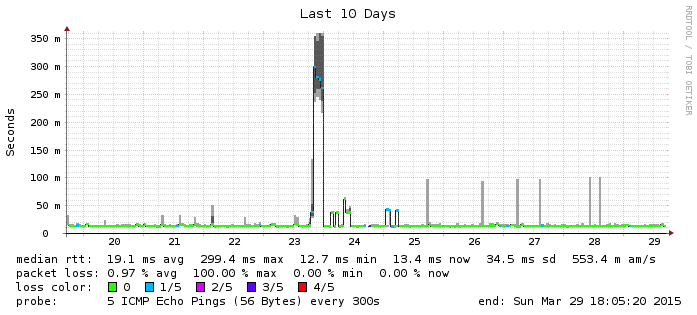 Last 10 Days
RRDTOOL / TOBI OETIKER
Seconds
350 m
300 m
250 m
200 m
150 m
100 m
50 m
0
20 21 22 23 24 25 26 27 28 29
median rtt: 19.1 ms avg 299.4 ms max 12.7 ms min 13.4 ms now 34.5 ms sd 553.4 m am/s
packet loss: 0.97 % avg 100.00 % max 0.00 % min 0.00 % now
loss color: 0 1/5 2/5 3/5 4/5
probe: 5 ICMP Echo Pings (56 Bytes) every 300s end: Sun Mar 29 18:05:20 2015